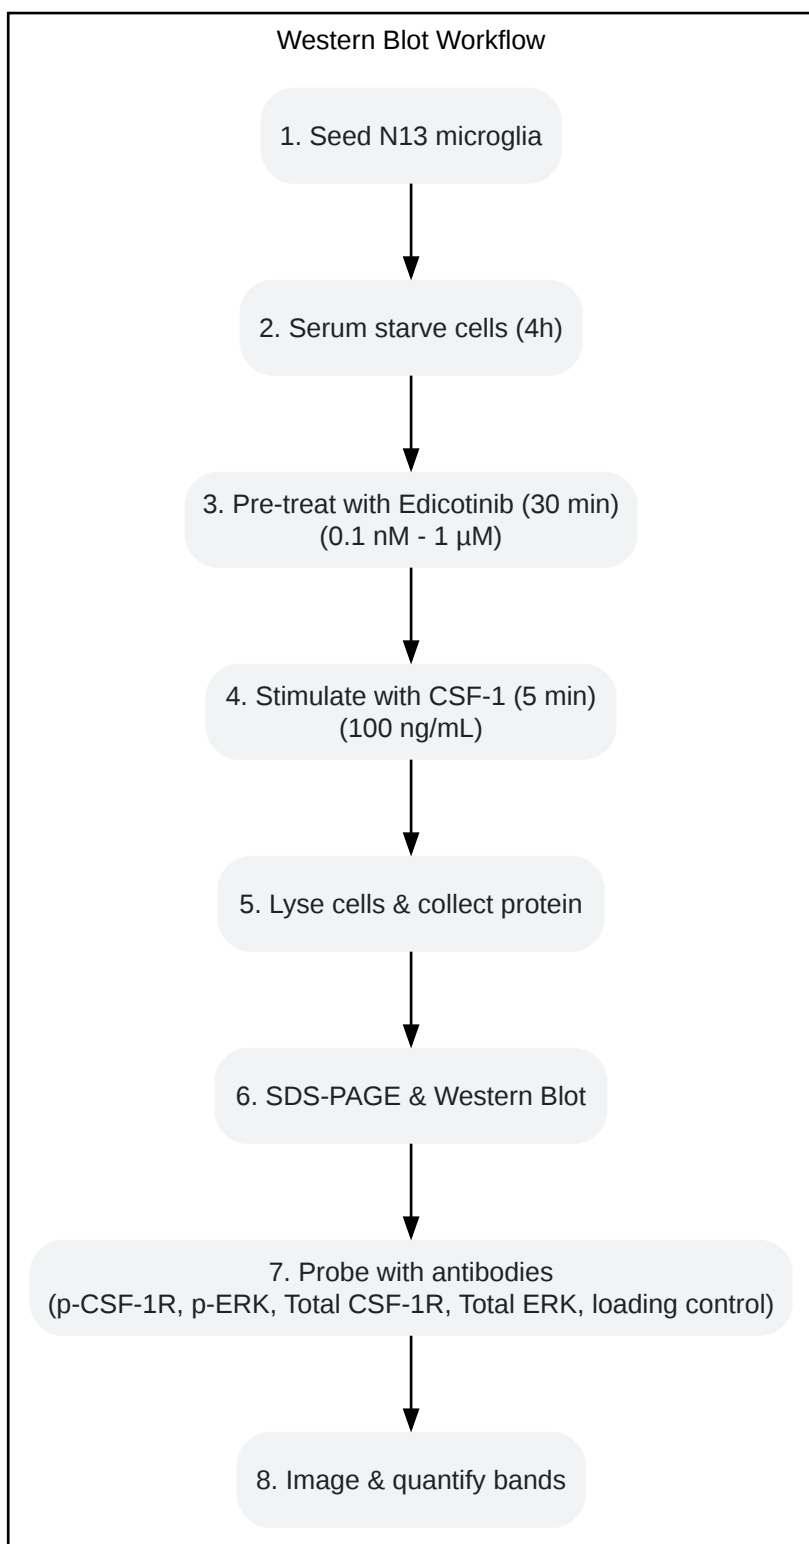 Western Blot Workflow
1. Seed N13 microglia
2. Serum starve cells (4h)
3. Pre-treat with Edicotinib (30 min)
(0.1 nM - 1 µM)
4. Stimulate with CSF-1 (5 min)
(100 ng/mL)
5. Lyse cells & collect protein
6. SDS-PAGE & Western Blot
7. Probe with antibodies
(p-CSF-1R, p-ERK, Total CSF-1R, Total ERK, loading control)
8. Image & quantify bands